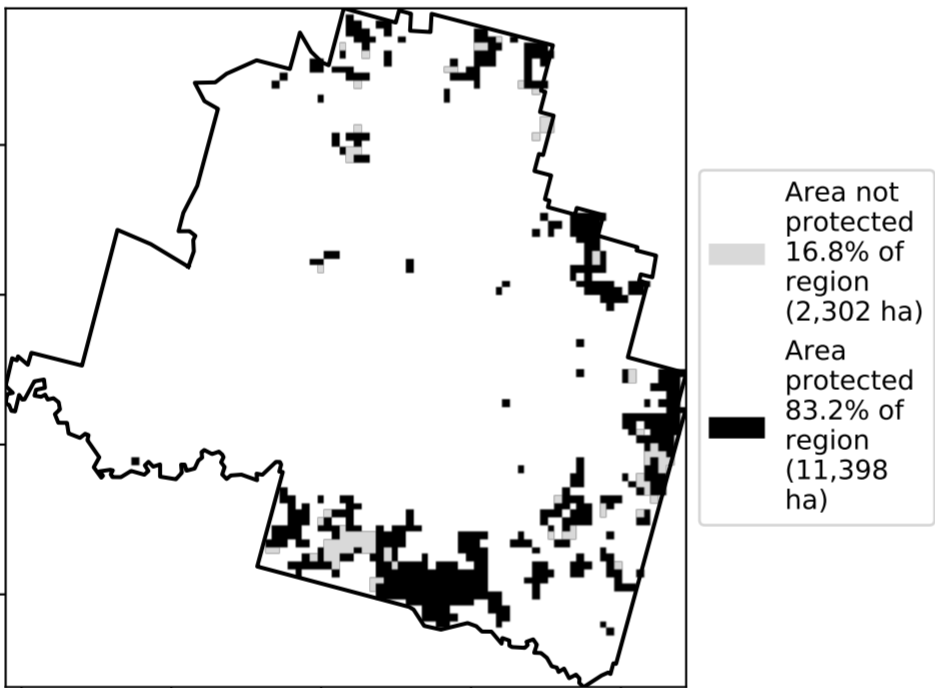 Area not
protected
16.8% of
region
(2,302 ha)
Area
protected
83.2% of
region
(11,398
ha)